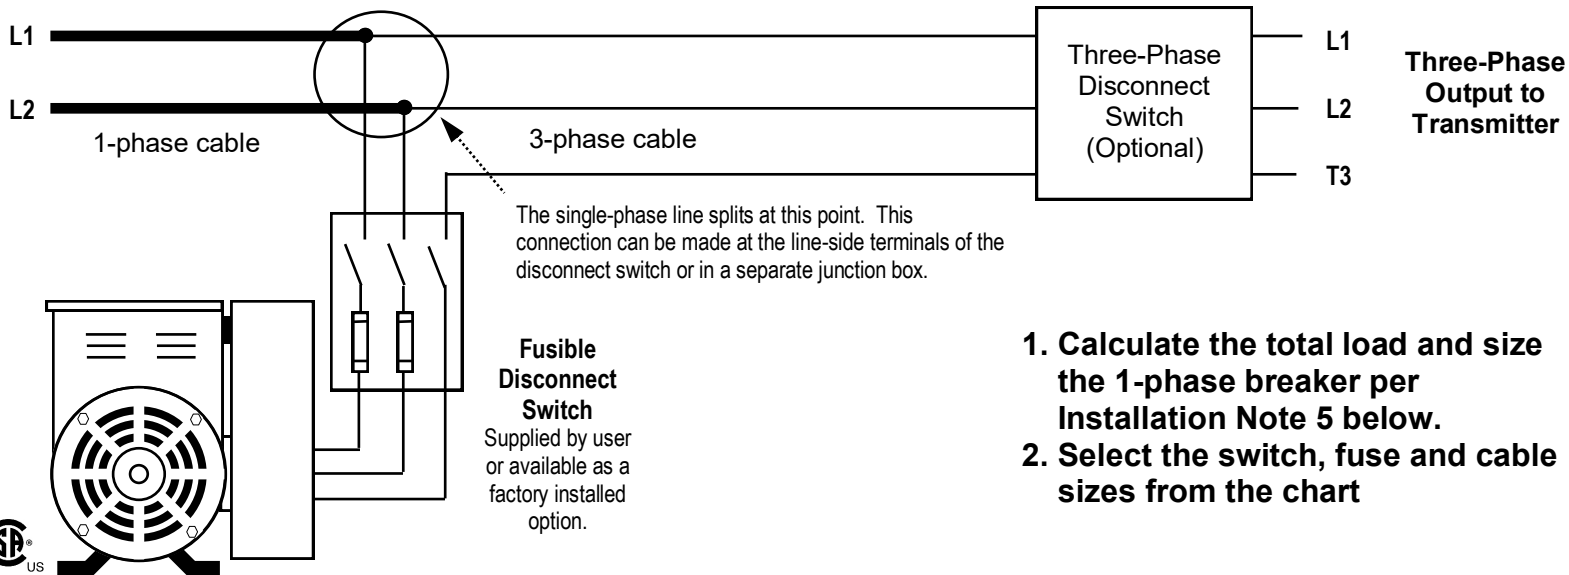 L1
L2
1-phase cable
3-phase cable
Three-Phase
Disconnect
Switch
(Optional)
L1
L2
T3
Three-Phase
Output to
Transmitter
The single-phase line splits at this point. This
connection can be made at the line-side terminals of the
disconnect switch or in a separate junction box.
Fusible
Disconnect
Switch
Supplied by user
or available as a
factory installed
option.
1. Calculate the total load and size
the 1-phase breaker per
Installation Note 5 below.
2. Select the switch, fuse and cable
sizes from the chart
®
US